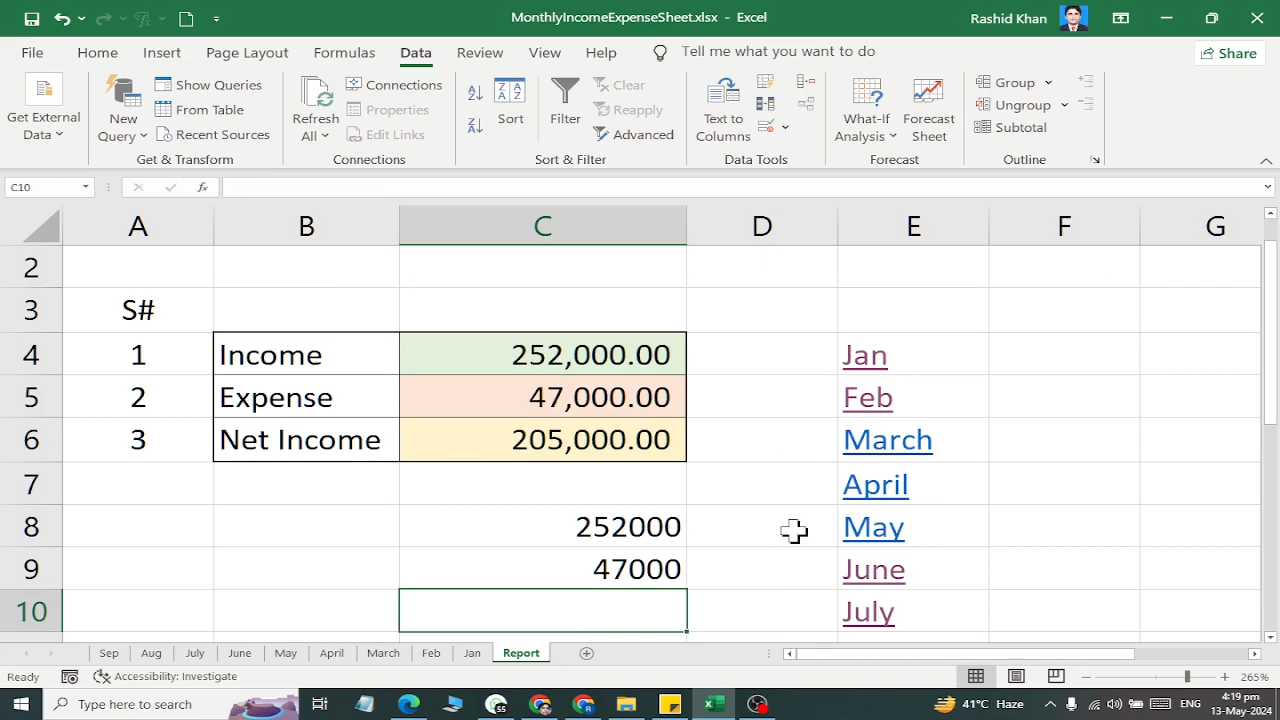 MonthlyIncomeExpenseSheet.xlsx - Excel
Rashid Khan
File Home Insert Page Layout Formulas Data Review View Help Tell me what you want to do Share
Get External Data
New Query
Show Queries
From Table
Recent Sources
Get & Transform
Refresh All
Connections
Properties
Edit Links
Connections
Sort
Filter
Clear
Reapply
Advanced
Sort & Filter
Text to Columns
Data Tools
What-If Analysis
Forecast Sheet
Forecast
Group
Ungroup
Subtotal
Outline
C10 fx
A B C D E F G
2
3 S#
4 1 Income 252,000.00 Jan
5 2 Expense 47,000.00 Feb
6 3 Net Income 205,000.00 March
7 April
8 252000 May
9 47000 June
10 July
Sep Aug July June May April March Feb Jan Report
Ready Accessibility: Investigate 265%
Type here to search 41°C Haze 4:19 pm
13-May-2024